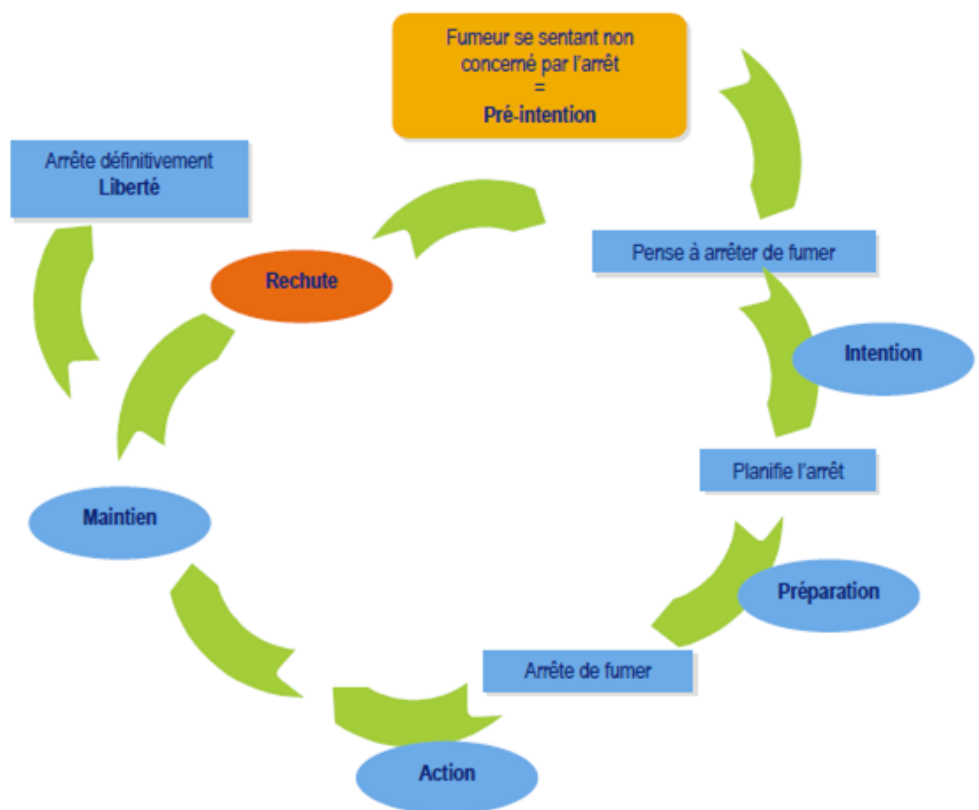 Fumeur se sentant non
concerné par l'arrêt
=
Pré-intention
Arrête définitivement
Liberté
Rechute
Pense à arrêter de fumer
Intention
Planifie l'arrêt
Maintien
Préparation
Arrête de fumer
Action